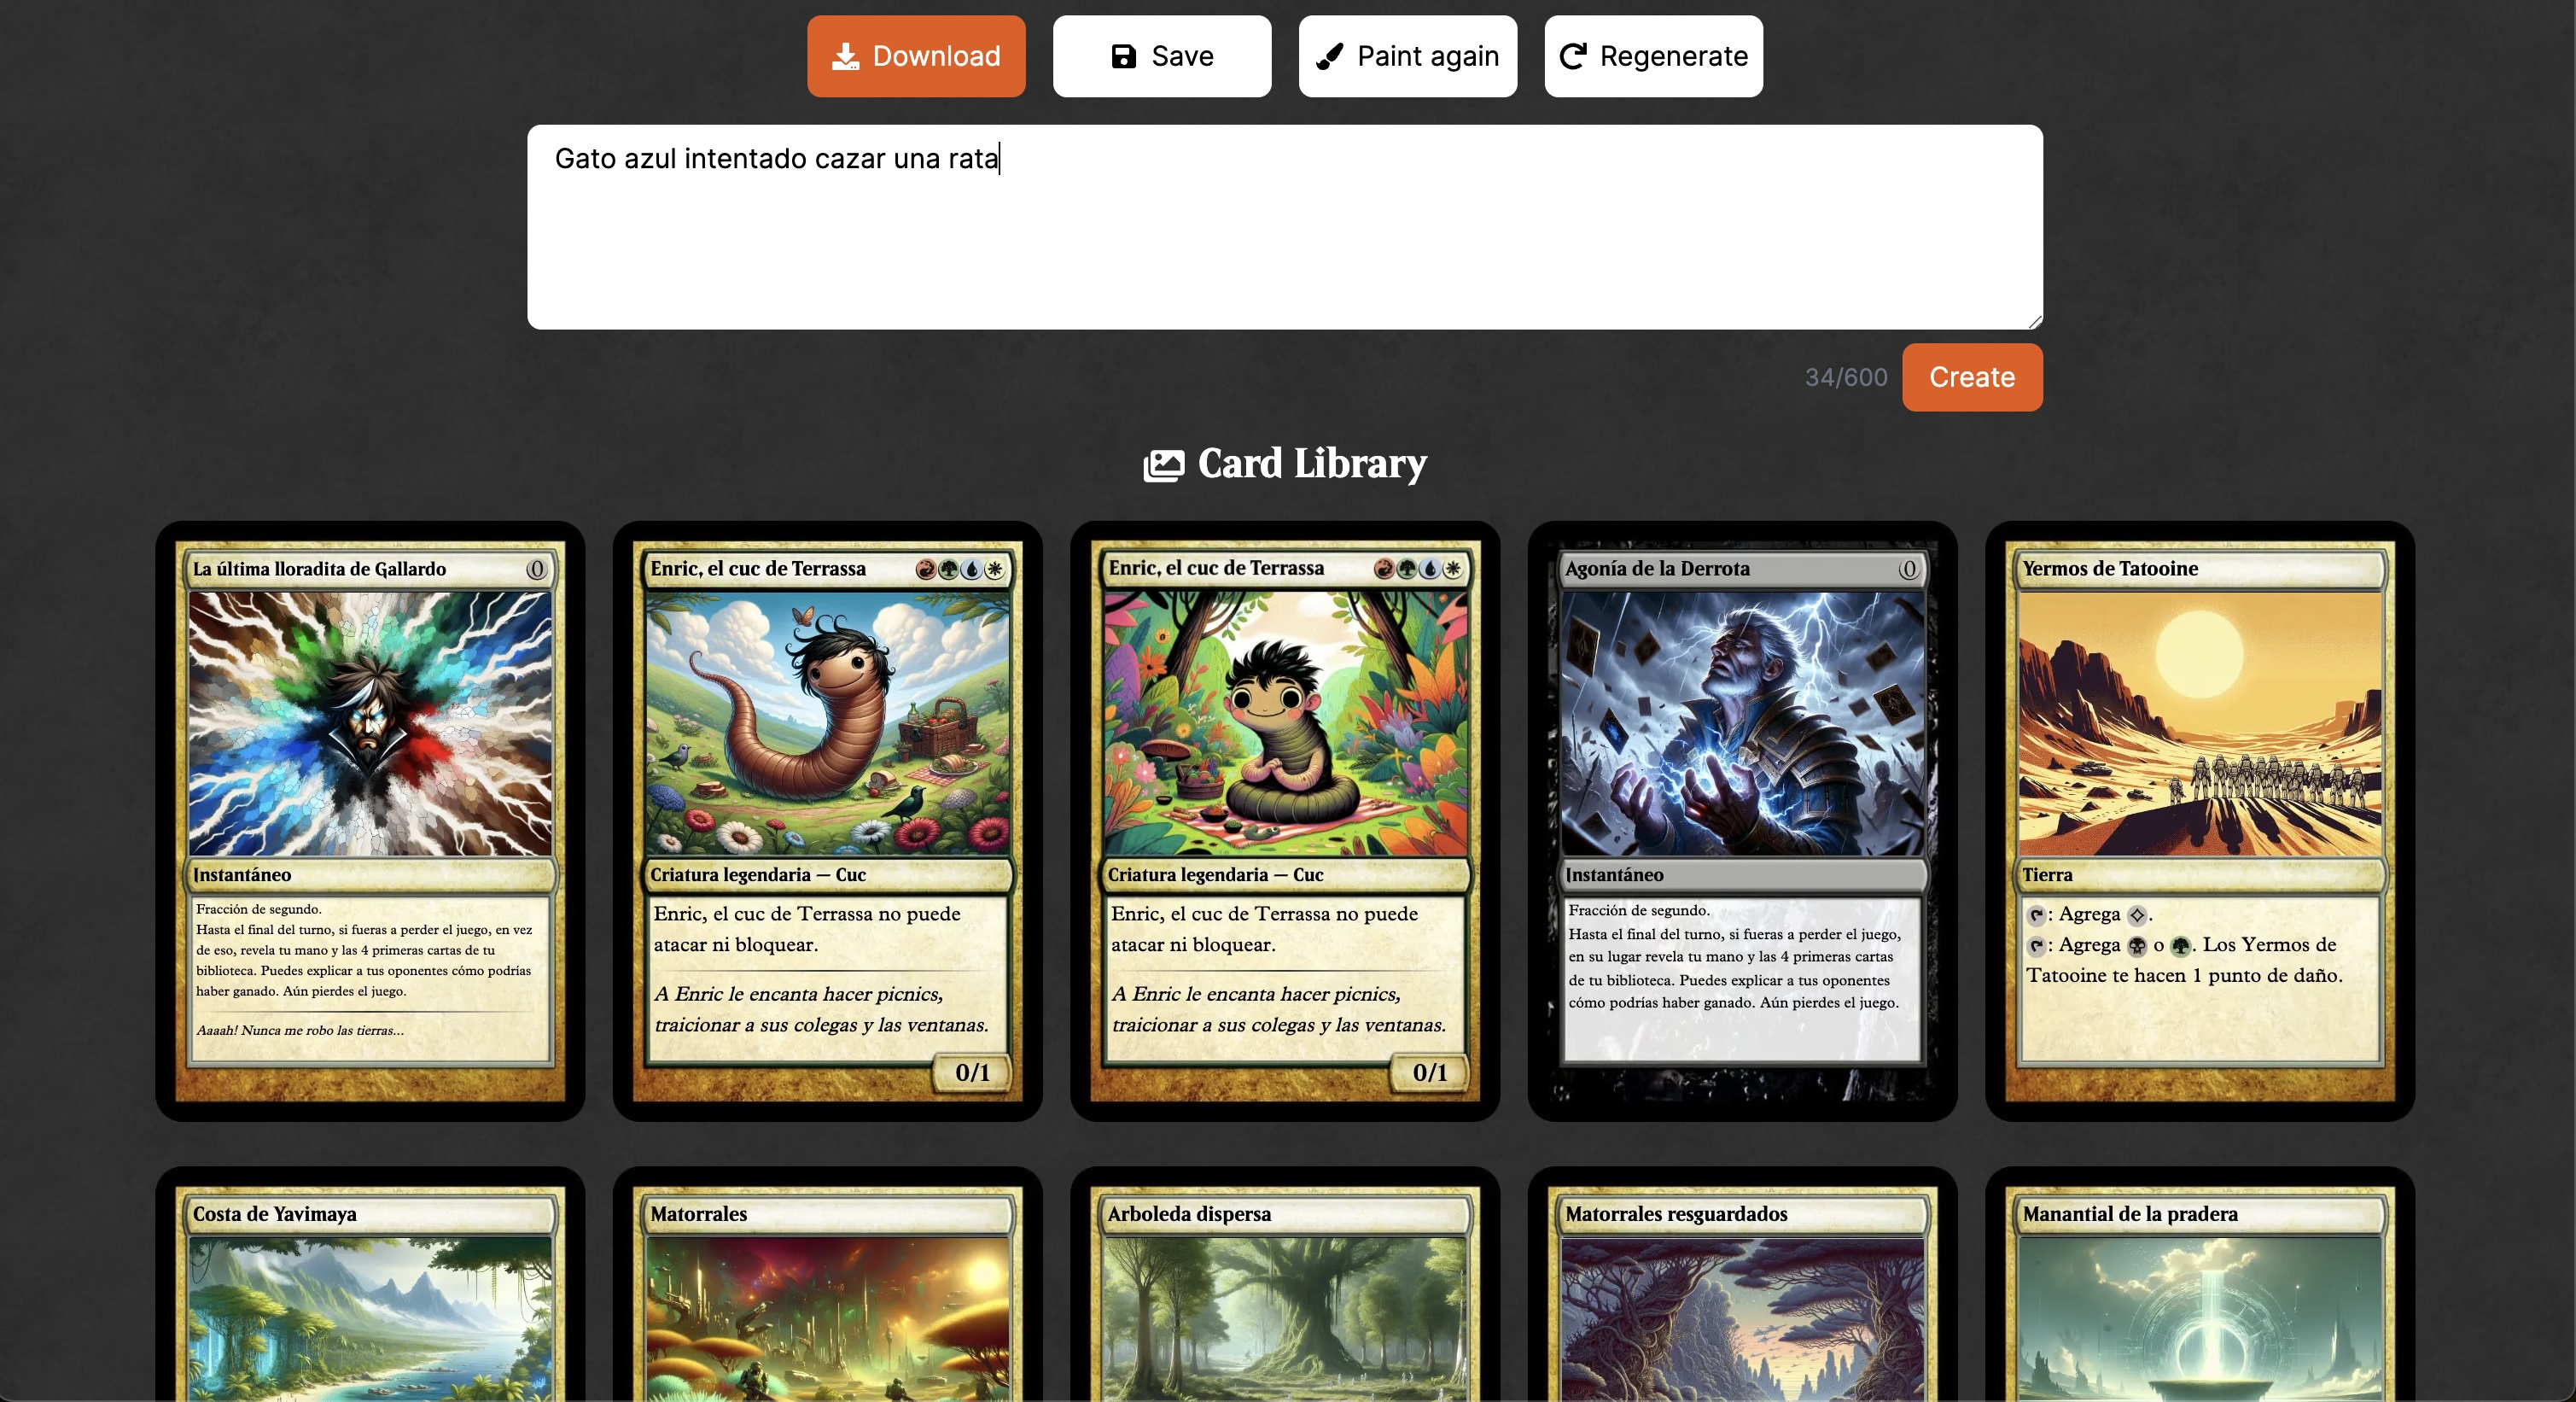 Download
Save
Paint again
Regenerate
Gato azul intentado cazar una rata
34/600
Create
Card Library
La última lloradita de Gallardo
0
Instantáneo
Fracción de segundo.
Hasta el final del turno, si fueras a perder el juego, en vez
de eso, revela tu mano y las 4 primeras cartas de tu
biblioteca. Puedes explicar a tus oponentes cómo podrías
haber ganado. Aún pierdes el juego.
Aaaah! Nunca me robo las tierras...
Enric, el cuc de Terrassa
Criatura legendaria — Cuc
Enric, el cuc de Terrassa no puede
atacar ni bloquear.
A Enric le encanta hacer picnics,
traicionar a sus colegas y las ventanas.
0/1
Enric, el cuc de Terrassa
Criatura legendaria — Cuc
Enric, el cuc de Terrassa no puede
atacar ni bloquear.
A Enric le encanta hacer picnics,
traicionar a sus colegas y las ventanas.
0/1
Agonía de la Derrota
0
Instantáneo
Fracción de segundo.
Hasta el final del turno, si fueras a perder el juego,
en su lugar revela tu mano y las 4 primeras cartas
de tu biblioteca. Puedes explicar a tus oponentes
cómo podrías haber ganado. Aún pierdes el juego.
Yermos de Tatooine
Tierra
: Agrega .
: Agrega o . Los Yermos de
Tatooine te hacen 1 punto de daño.
Costa de Yavimaya
Matorrales
Arboleda dispersa
Matorrales resguardados
Manantial de la pradera